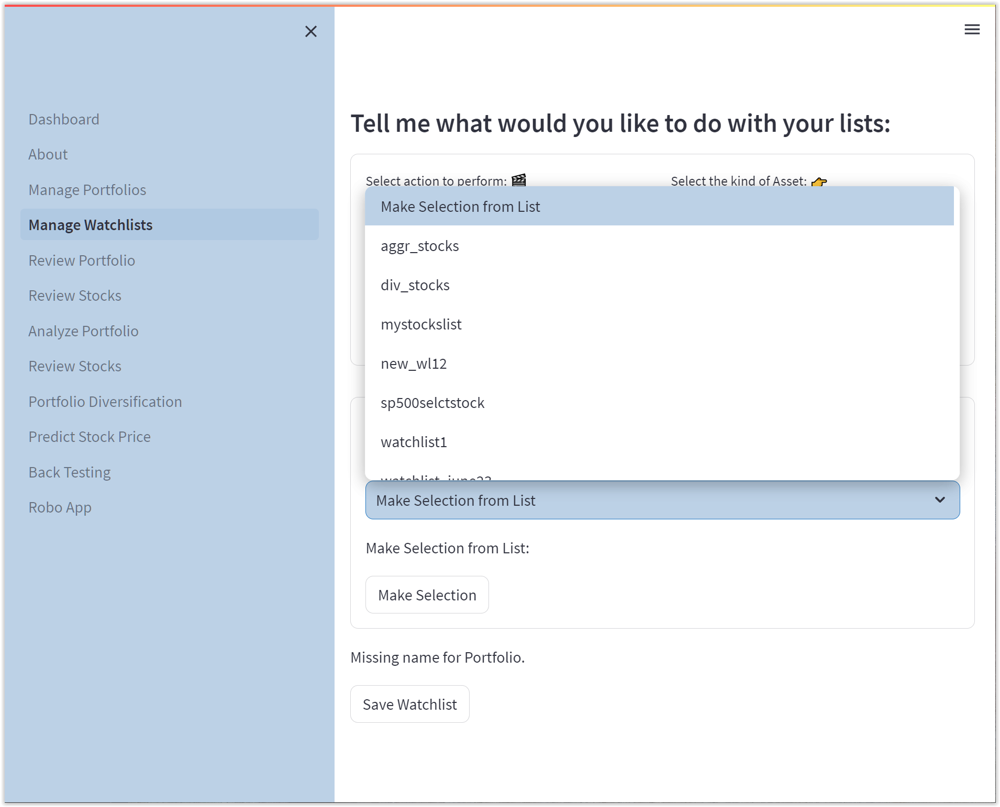 Dashboard
About
Manage Portfolios
Manage Watchlists
Review Portfolio
Review Stocks
Analyze Portfolio
Review Stocks
Portfolio Diversification
Predict Stock Price
Back Testing
Robo App
Tell me what would you like to do with your lists:
Select action to perform: 🎬 Select the kind of Asset: 👉
Make Selection from List
aggr_stocks
div_stocks
mystockslist
new_wl12
sp500selctstock
watchlist1
watchlist_june23
Make Selection from List
Make Selection from List:
Make Selection
Missing name for Portfolio.
Save Watchlist